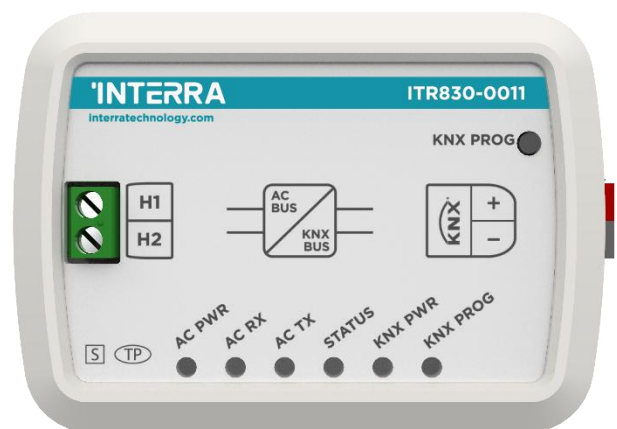 INTERRA
ITR830-0011
interratechnology.com
KNX PROG
H1
H2
AC
BUS
KNX
BUS
KNX
+
−
AC PWR
AC RX
AC TX
STATUS
KNX PWR
KNX PROG
S
TP